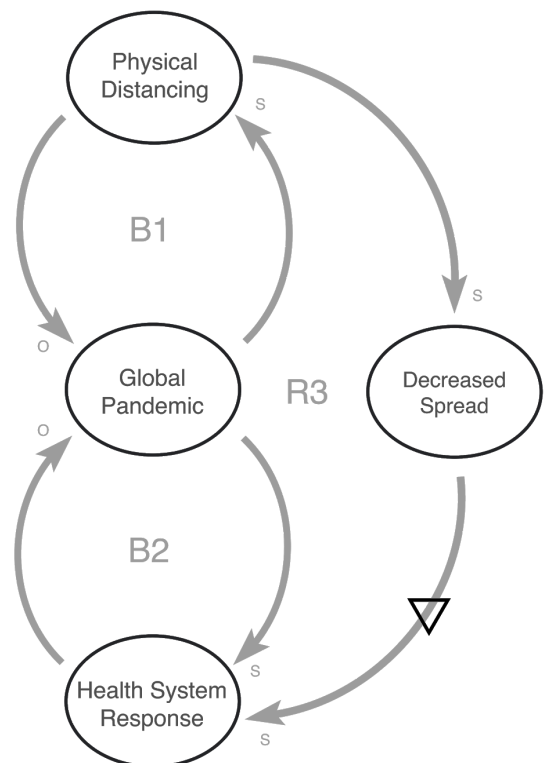 Physical
Distancing
S
B1
S
O
Global
Pandemic
R3
Decreased
Spread
O
B2
S
Health System
Response
S